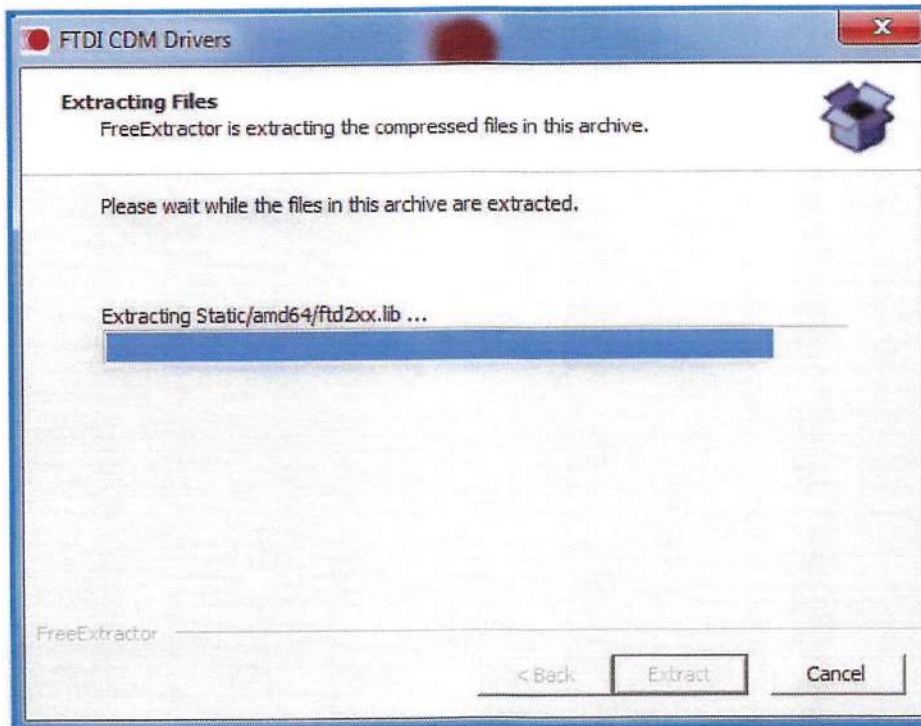 FTDI CDM Drivers
Extracting Files
FreeExtractor is extracting the compressed files in this archive.
Please wait while the files in this archive are extracted.
Extracting Static/amd64/ftd2xx.lib ...
FreeExtractor
< Back
Extract
Cancel